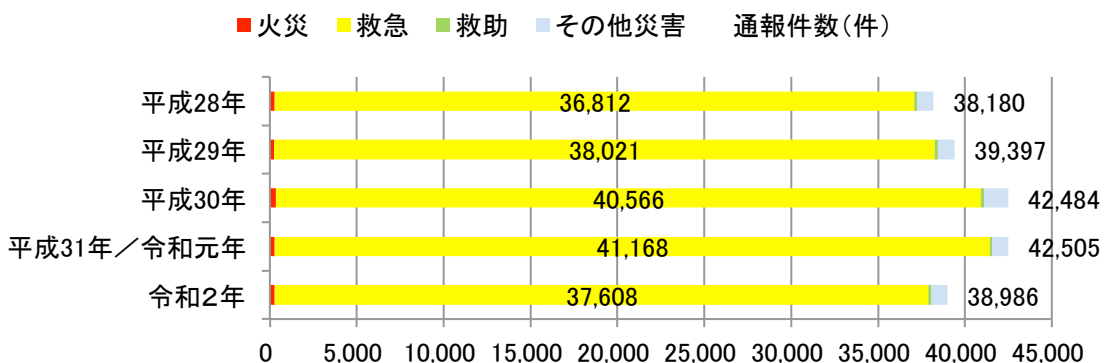 火災 救急 救助 その他災害 通報件数(件)
平成28年 36,812 38,180
平成29年 38,021 39,397
平成30年 40,566 42,484
平成31年／令和元年 41,168 42,505
令和２年 37,608 38,986
0 5,000 10,000 15,000 20,000 25,000 30,000 35,000 40,000 45,000